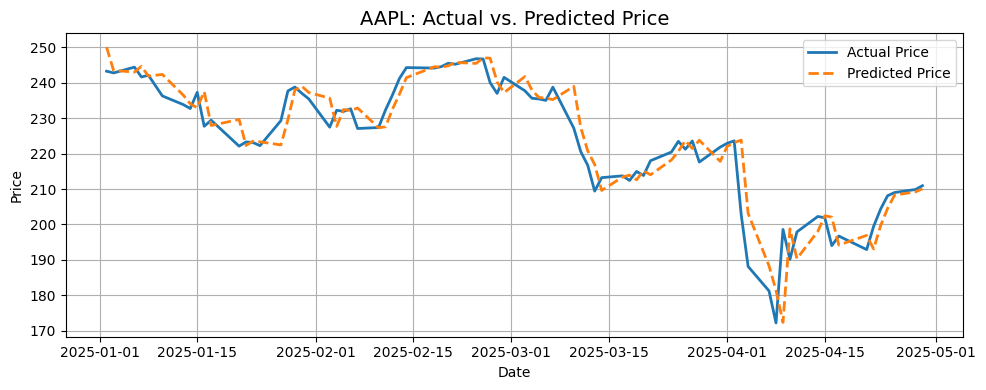 AAPL: Actual vs. Predicted Price
Actual Price
Predicted Price
250
240
230
220
210
200
190
180
170
Price
2025-01-01 2025-01-15 2025-02-01 2025-02-15 2025-03-01 2025-03-15 2025-04-01 2025-04-15 2025-05-01
Date